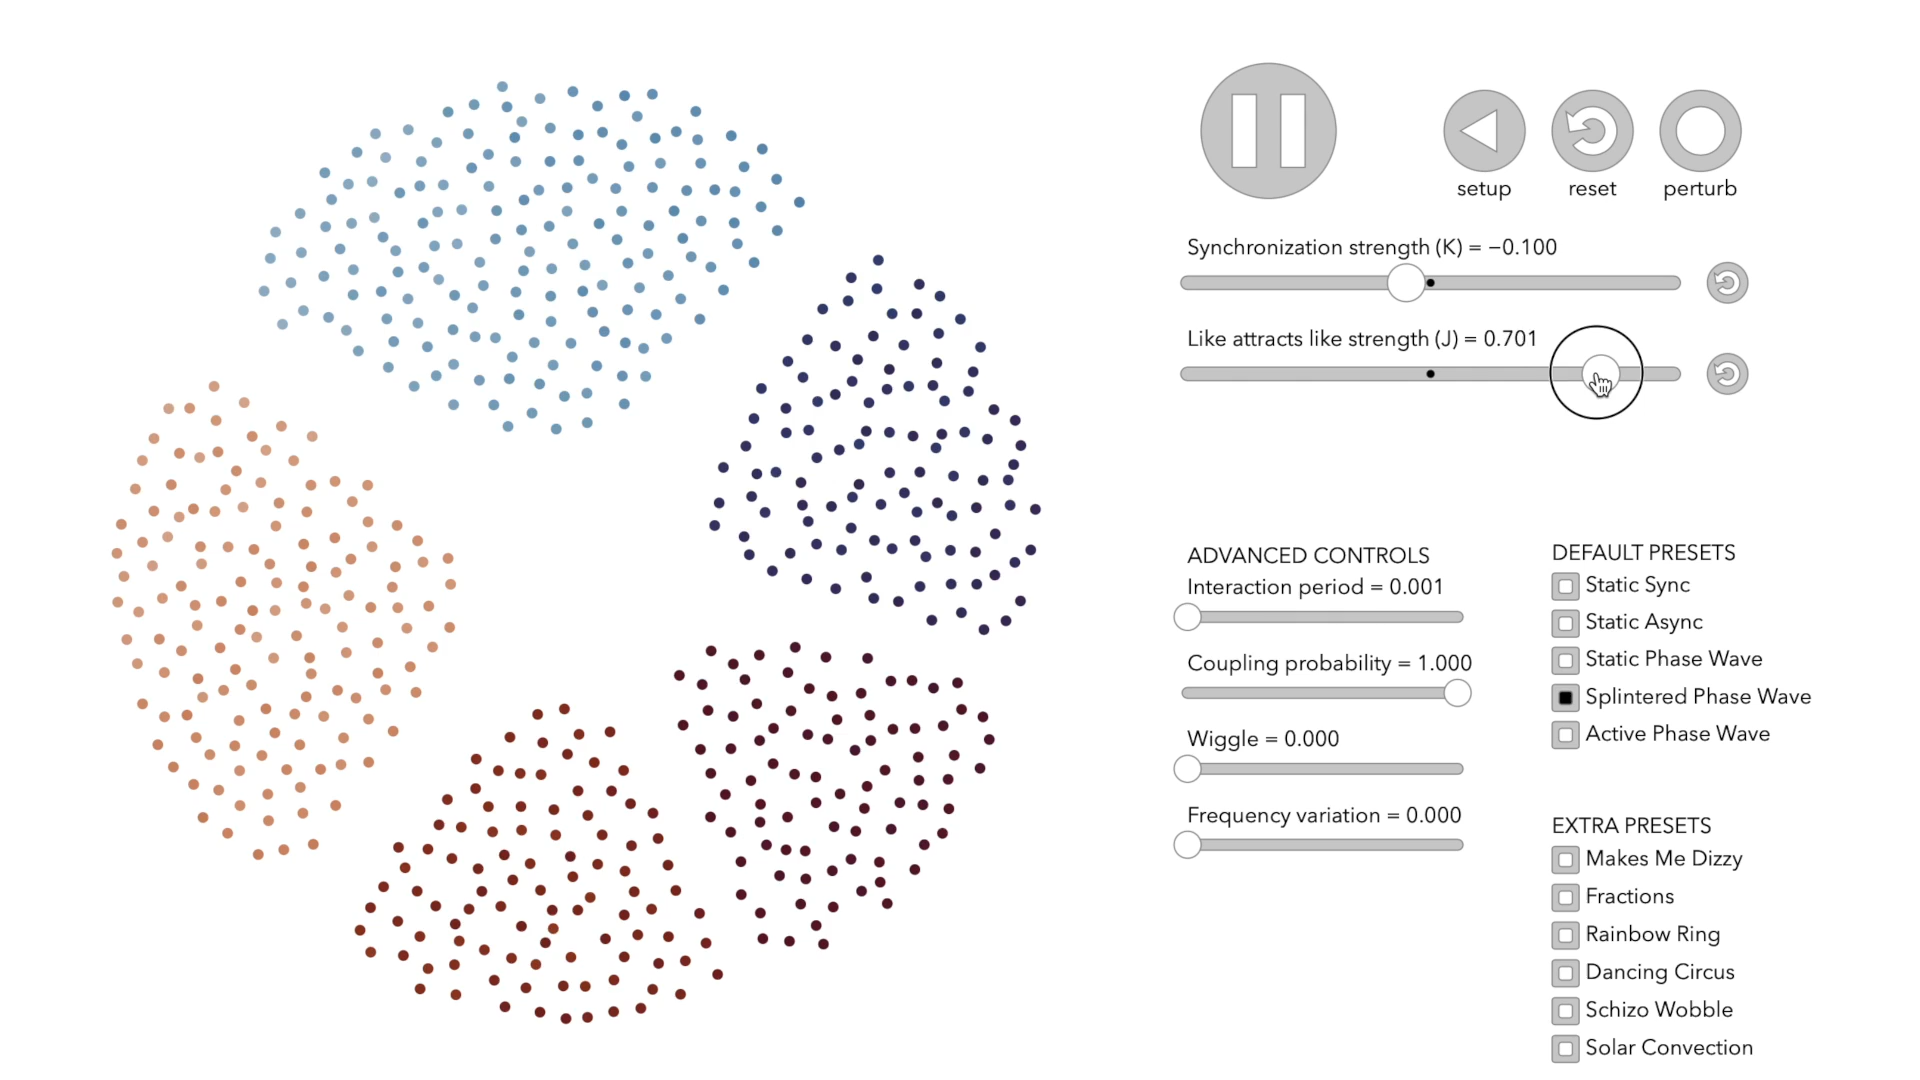 setup
reset
perturb
Synchronization strength (K) = −0.100
Like attracts like strength (J) = 0.701
ADVANCED CONTROLS
Interaction period = 0.001
Coupling probability = 1.000
Wiggle = 0.000
Frequency variation = 0.000
DEFAULT PRESETS
Static Sync
Static Async
Static Phase Wave
Splintered Phase Wave
Active Phase Wave
EXTRA PRESETS
Makes Me Dizzy
Fractions
Rainbow Ring
Dancing Circus
Schizo Wobble
Solar Convection